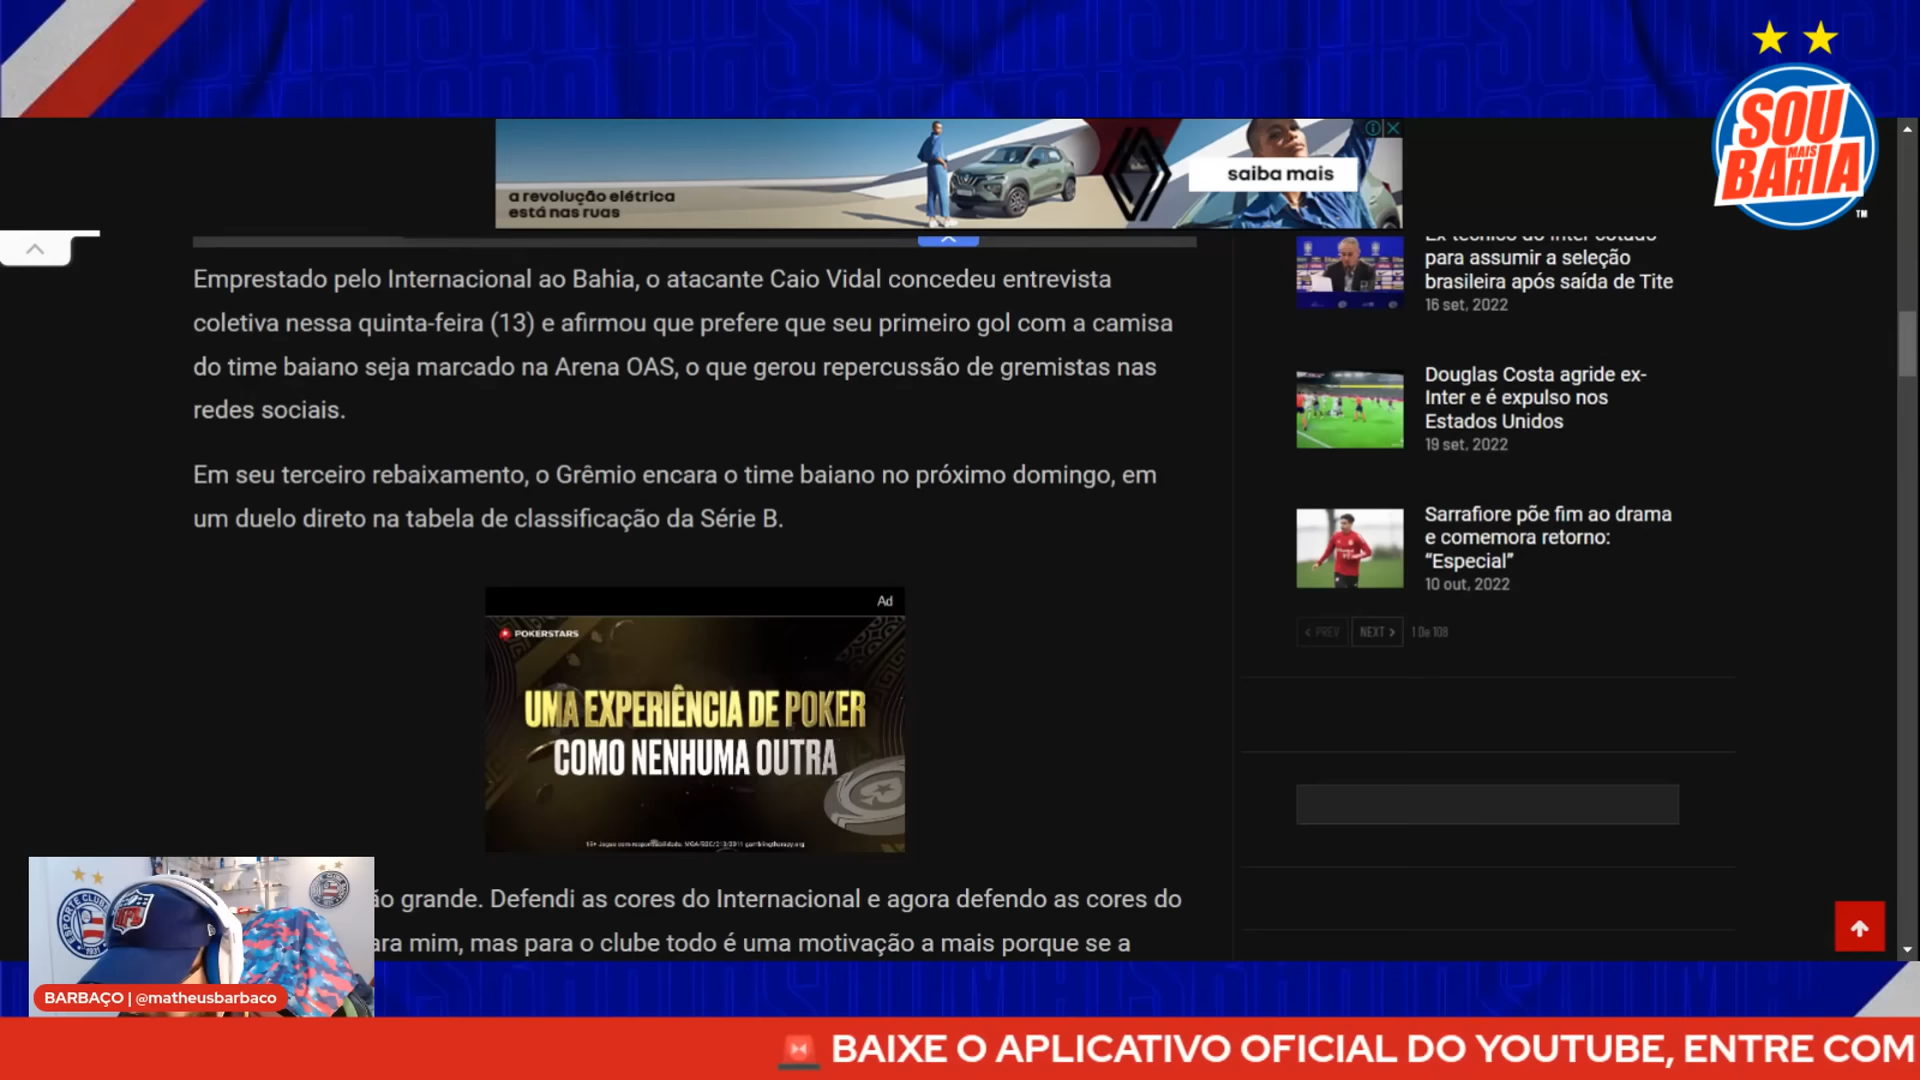 SOU
MAIS
BAHIA
TM
a revolução elétrica
está nas ruas
saiba mais
Emprestado pelo Internacional ao Bahia, o atacante Caio Vidal concedeu entrevista
coletiva nessa quinta-feira (13) e afirmou que prefere que seu primeiro gol com a camisa
do time baiano seja marcado na Arena OAS, o que gerou repercussão de gremistas nas
redes sociais.
Em seu terceiro rebaixamento, o Grêmio encara o time baiano no próximo domingo, em
um duelo direto na tabela de classificação da Série B.
Ad
POKERSTARS
UMA EXPERIÊNCIA DE POKER
COMO NENHUMA OUTRA
ão grande. Defendi as cores do Internacional e agora defendo as cores do
ara mim, mas para o clube todo é uma motivação a mais porque se a
Ex-técnico do Inter cotado
para assumir a seleção
brasileira após saída de Tite
16 set, 2022
Douglas Costa agride ex-
Inter e é expulso nos
Estados Unidos
19 set, 2022
Sarrafiore põe fim ao drama
e comemora retorno:
“Especial”
10 out, 2022
PREV
NEXT
1 De 108
BARBAÇO | @matheusbarbaco
BAIXE O APLICATIVO OFICIAL DO YOUTUBE, ENTRE COM